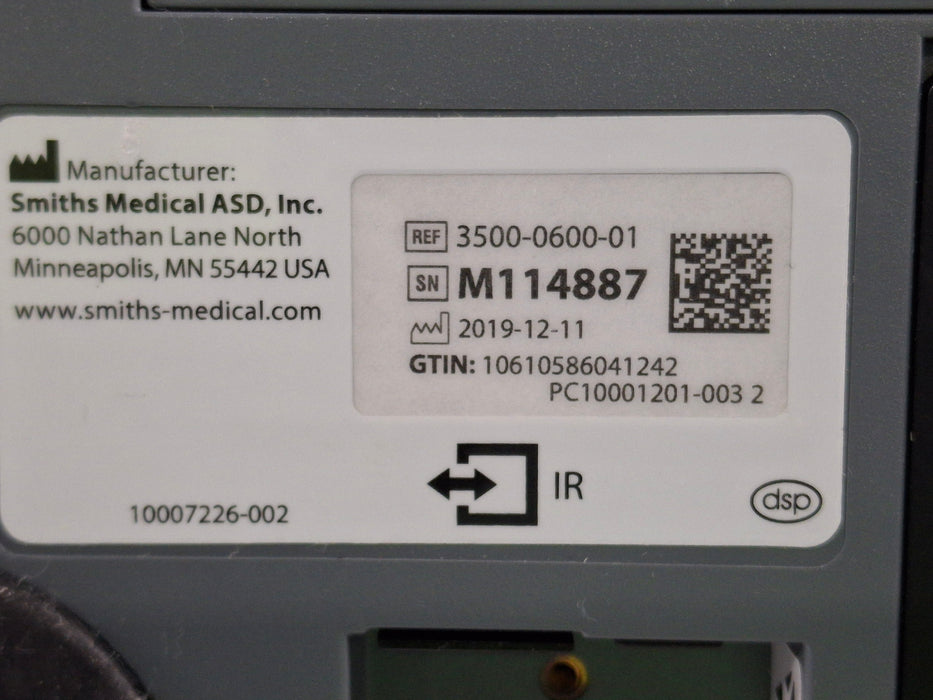 Manufacturer:
Smiths Medical ASD, Inc.
6000 Nathan Lane North
Minneapolis, MN 55442 USA
www.smiths-medical.com
REF 3500-0600-01
SN M114887
2019-12-11
GTIN: 10610586041242
PC10001201-003 2
IR
10007226-002
dsp